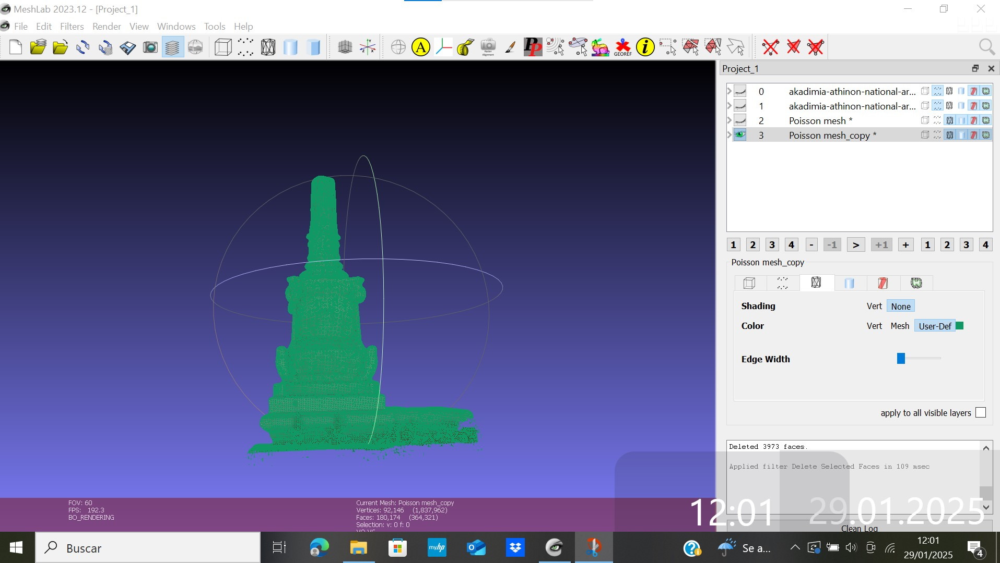 MeshLab 2023.12 - [Project_1]
File Edit Filters Render View Windows Tools Help
A
Raster Alignment
PP
GEOREF
i
Project_1
0 akadimia-athinon-national-ar...
1 akadimia-athinon-national-ar...
2 Poisson mesh *
3 Poisson mesh_copy *
1 2 3 4 - -1 > +1 + 1 2 3 4
Poisson mesh_copy
Shading Vert None
Color Vert Mesh User-Def
Edge Width
apply to all visible layers
Deleted 3973 faces.
Applied filter Delete Selected Faces in 109 msec
FOV: 60
FPS: 192.3
BO_RENDERING
Current Mesh: Poisson mesh_copy
Vertices: 92,146 (1,837,962)
Faces: 180,174 (364,321)
Selection: v: 0 f: 0
12:01 29.01.2025
Clean Log
Buscar
myhp
Se a...
12:01
29/01/2025
4